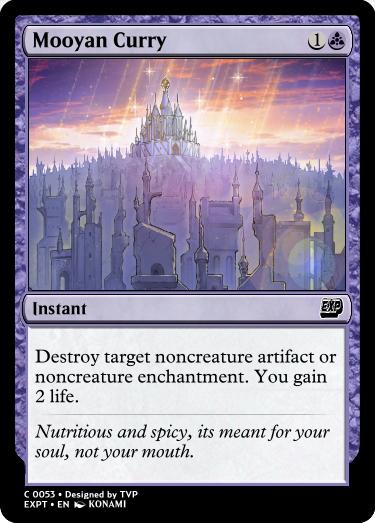 Mooyan Curry 1
Instant EXP
Destroy target noncreature artifact or
noncreature enchantment. You gain
2 life.
Nutritious and spicy, its meant for your
soul, not your mouth.
C 0053 • Designed by TVP
EXPT • EN KONAMI